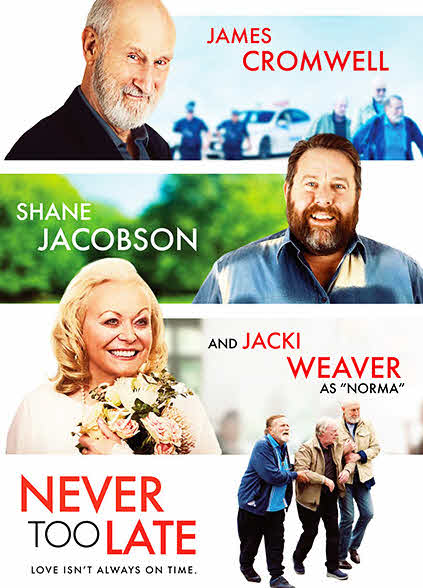 JAMES
CROMWELL
SHANE
JACOBSON
AND JACKI
WEAVER
AS "NORMA"
NEVER
TOO LATE
LOVE ISN'T ALWAYS ON TIME.